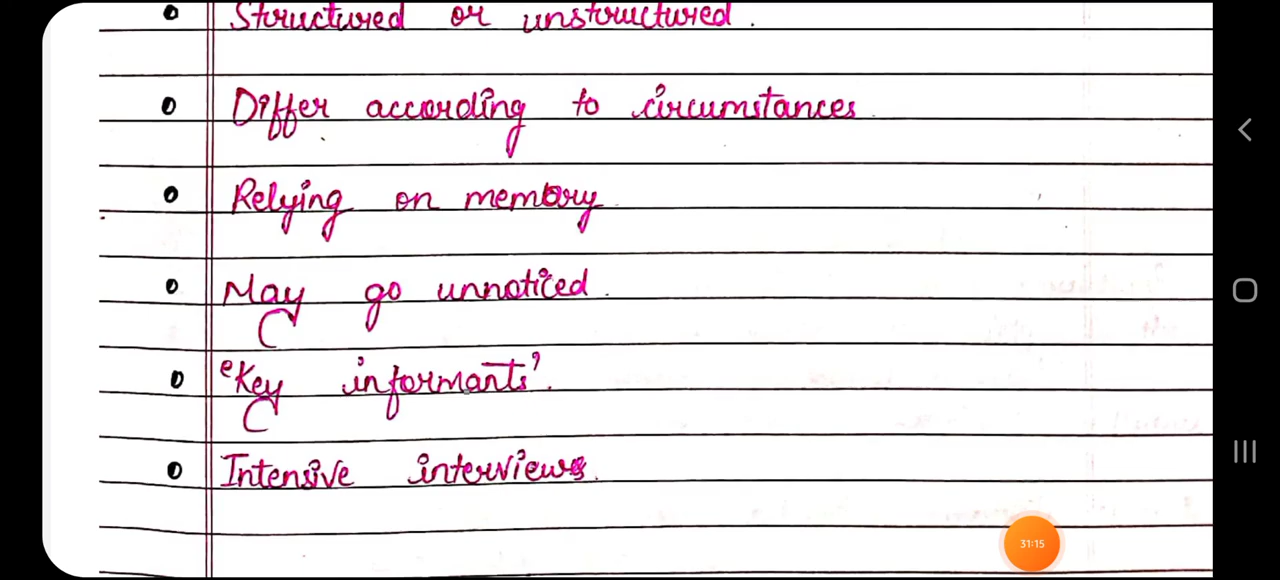 Structured or unstructured.
Differ according to circumstances
Relying on memory
May go unnoticed.
'Key informants'.
Intensive interviews.
31:15